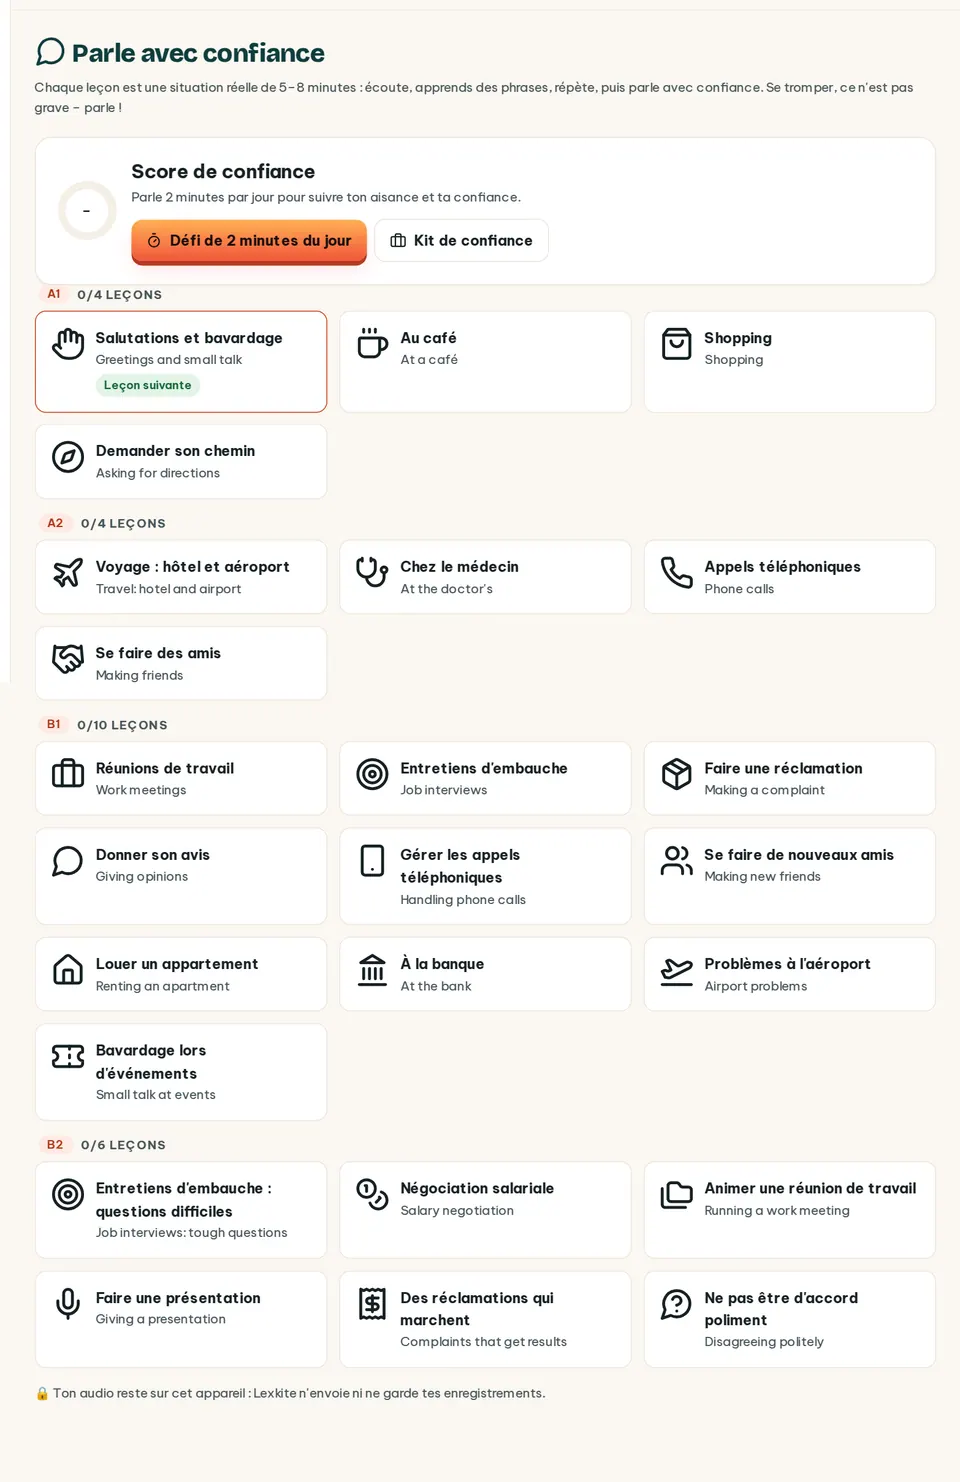 Parle avec confiance
Chaque leçon est une situation réelle de 5–8 minutes : écoute, apprends des phrases, répète, puis parle avec confiance. Se tromper, ce n'est pas
grave – parle !
Score de confiance
Parle 2 minutes par jour pour suivre ton aisance et ta confiance.
–
Défi de 2 minutes du jour
Kit de confiance
A1 0/4 LEÇONS
Salutations et bavardage
Greetings and small talk
Leçon suivante
Au café
At a café
Shopping
Shopping
Demander son chemin
Asking for directions
A2 0/4 LEÇONS
Voyage : hôtel et aéroport
Travel: hotel and airport
Chez le médecin
At the doctor's
Appels téléphoniques
Phone calls
Se faire des amis
Making friends
B1 0/10 LEÇONS
Réunions de travail
Work meetings
Entretiens d'embauche
Job interviews
Faire une réclamation
Making a complaint
Donner son avis
Giving opinions
Gérer les appels
téléphoniques
Handling phone calls
Se faire de nouveaux amis
Making new friends
Louer un appartement
Renting an apartment
À la banque
At the bank
Problèmes à l'aéroport
Airport problems
Bavardage lors
d'événements
Small talk at events
B2 0/6 LEÇONS
Entretiens d'embauche :
questions difficiles
Job interviews: tough questions
Négociation salariale
Salary negotiation
Animer une réunion de travail
Running a work meeting
Faire une présentation
Giving a presentation
Des réclamations qui
marchent
Complaints that get results
Ne pas être d'accord
poliment
Disagreeing politely
🔒 Ton audio reste sur cet appareil : Lexkite n'envoie ni ne garde tes enregistrements.